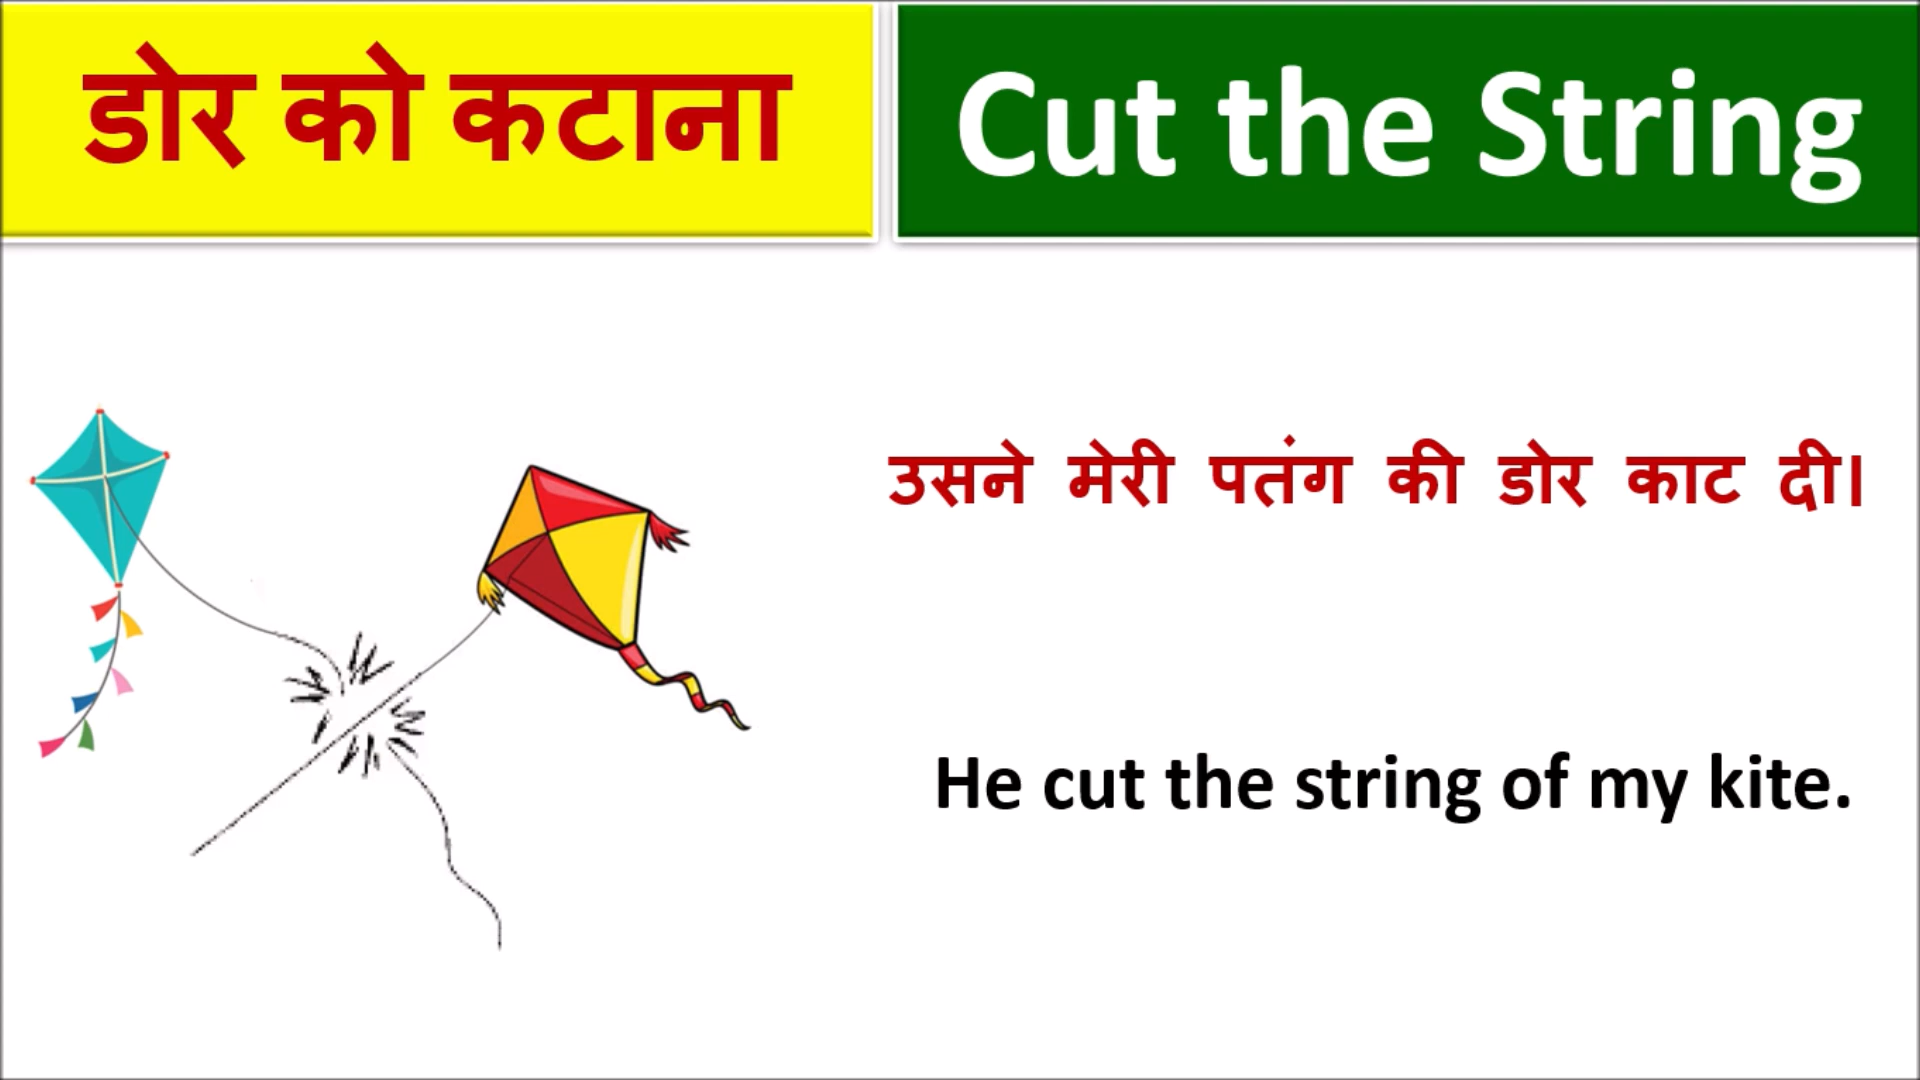 डोर को कटाना
Cut the String
उसने मेरी पतंग की डोर काट दी।
He cut the string of my kite.